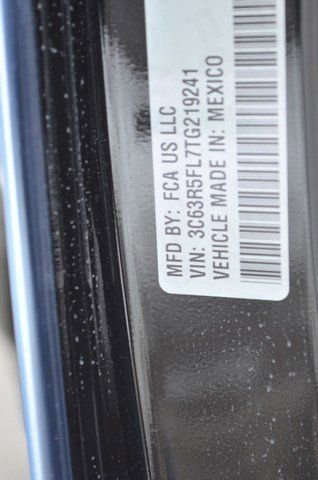 MFD BY: FCA US LLC
VIN: 3C63R5FL7TG219241
VEHICLE MADE IN: MEXICO